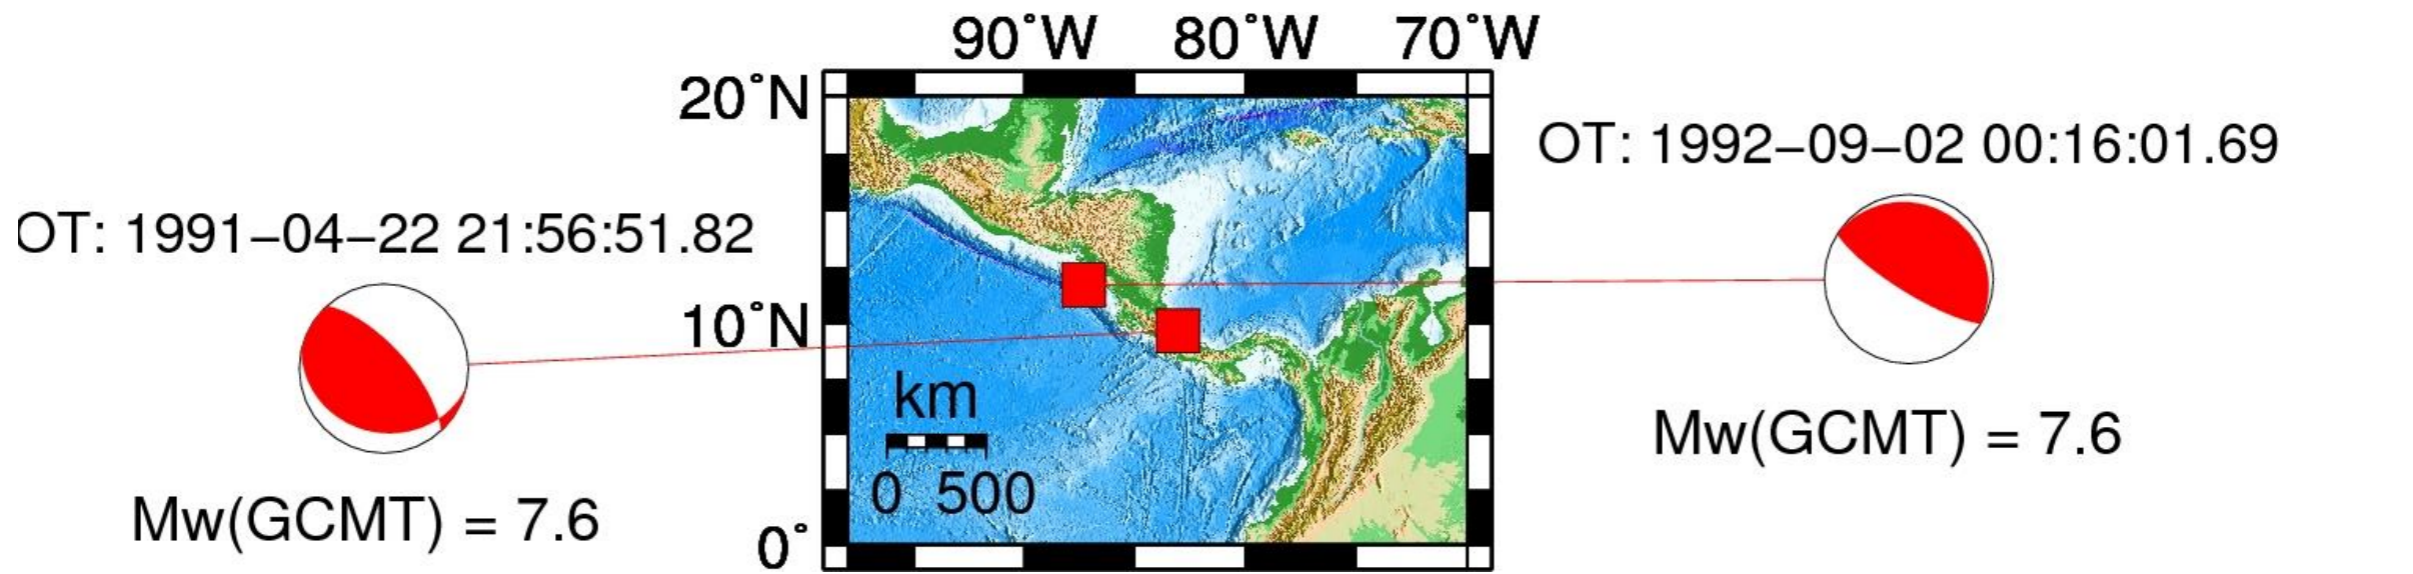 90°W 80°W 70°W
20°N
OT: 1992−09−02 00:16:01.69
OT: 1991−04−22 21:56:51.82
10°N
km
Mw(GCMT) = 7.6
0 500
Mw(GCMT) = 7.6
0°